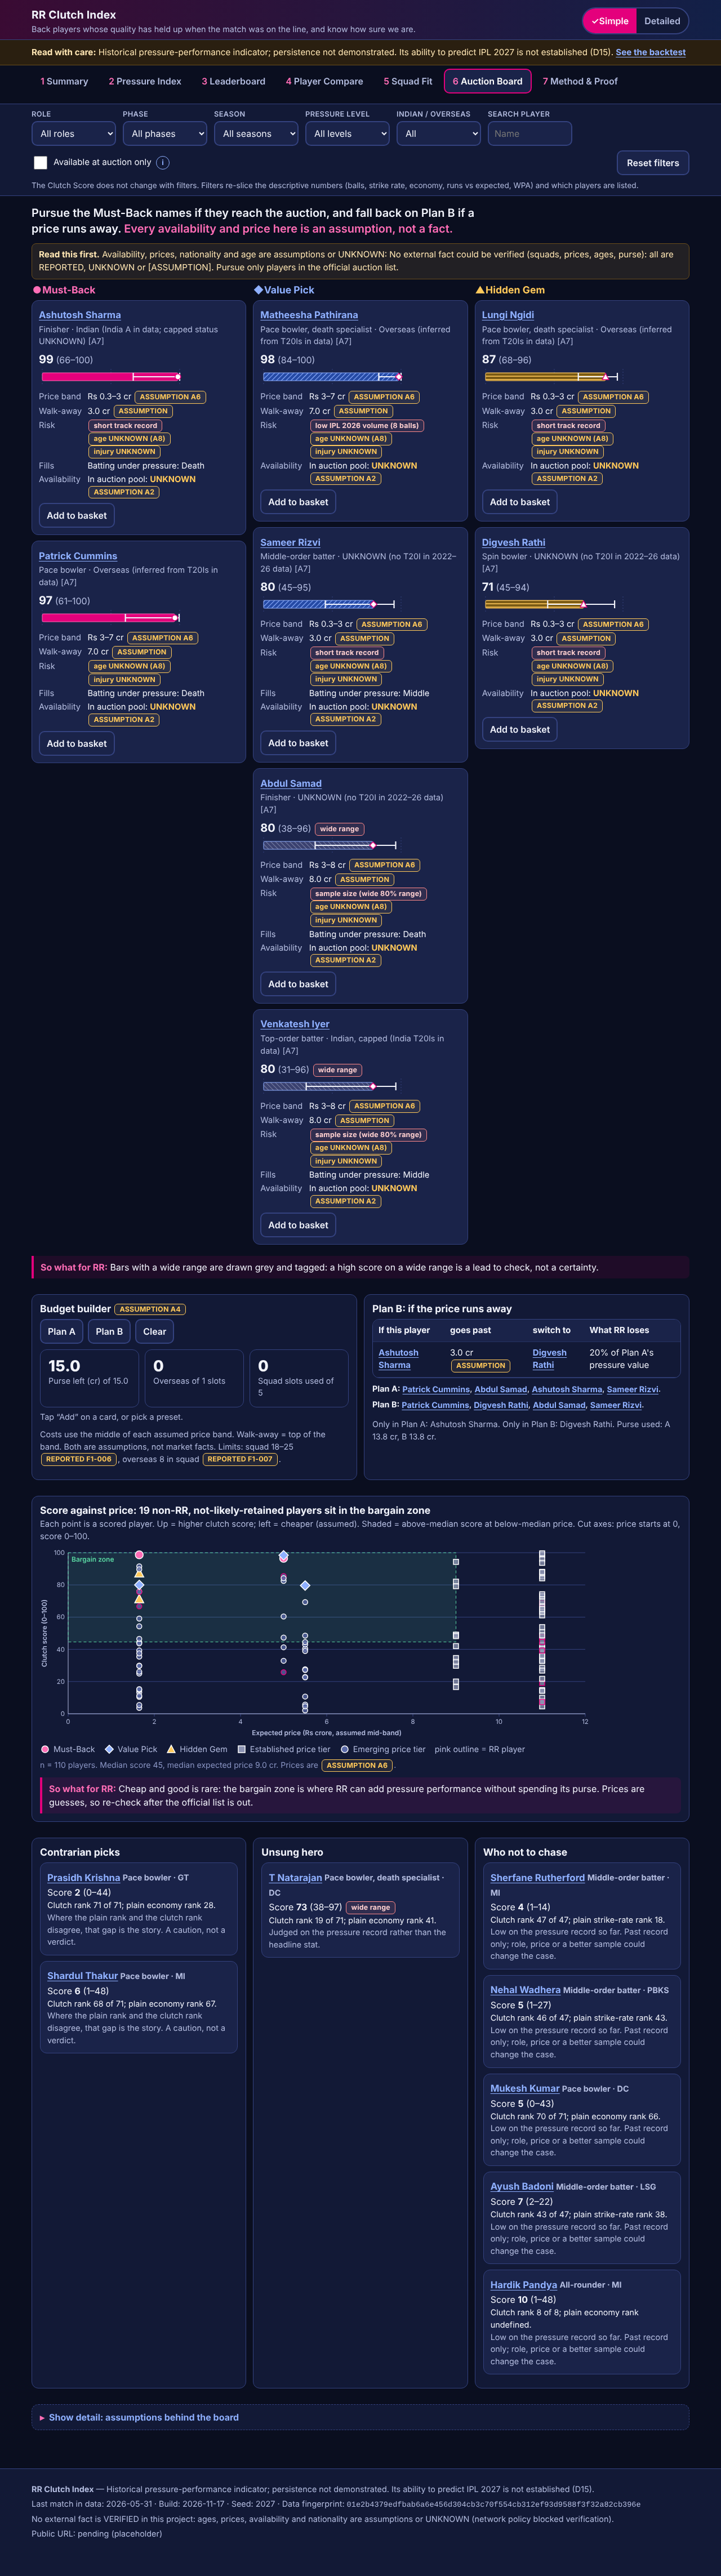 RR Clutch Index
Back players whose quality has held up when the match was on the line, and know how sure we are.
✓Simple Detailed
Read with care: Historical pressure-performance indicator; persistence not demonstrated. Its ability to predict IPL 2027 is not established (D15). See the backtest
1 Summary 2 Pressure Index 3 Leaderboard 4 Player Compare 5 Squad Fit 6 Auction Board 7 Method & Proof
ROLE PHASE SEASON PRESSURE LEVEL INDIAN / OVERSEAS SEARCH PLAYER
All roles All phases All seasons All levels All Name
Available at auction only i
Reset filters
The Clutch Score does not change with filters. Filters re-slice the descriptive numbers (balls, strike rate, economy, runs vs expected, WPA) and which players are listed.
Pursue the Must-Back names if they reach the auction, and fall back on Plan B if a
price runs away. Every availability and price here is an assumption, not a fact.
Read this first. Availability, prices, nationality and age are assumptions or UNKNOWN: No external fact could be verified (squads, prices, ages, purse): all are
REPORTED, UNKNOWN or [ASSUMPTION]. Pursue only players in the official auction list.
Must-Back
Ashutosh Sharma
Finisher · Indian (India A in data; capped status
UNKNOWN) [A7]
99 (66–100)
Price band Rs 0.3–3 cr ASSUMPTION A6
Walk-away 3.0 cr ASSUMPTION
Risk short track record
age UNKNOWN (A8)
injury UNKNOWN
Fills Batting under pressure: Death
Availability In auction pool: UNKNOWN
ASSUMPTION A2
Add to basket
Patrick Cummins
Pace bowler · Overseas (inferred from T20Is in
data) [A7]
97 (61–100)
Price band Rs 3–7 cr ASSUMPTION A6
Walk-away 7.0 cr ASSUMPTION
Risk age UNKNOWN (A8)
injury UNKNOWN
Fills Batting under pressure: Death
Availability In auction pool: UNKNOWN
ASSUMPTION A2
Add to basket
Value Pick
Matheesha Pathirana
Pace bowler, death specialist · Overseas (inferred
from T20Is in data) [A7]
98 (84–100)
Price band Rs 3–7 cr ASSUMPTION A6
Walk-away 7.0 cr ASSUMPTION
Risk low IPL 2026 volume (8 balls)
age UNKNOWN (A8)
injury UNKNOWN
Availability In auction pool: UNKNOWN
ASSUMPTION A2
Add to basket
Sameer Rizvi
Middle-order batter · UNKNOWN (no T20I in 2022–
26 data) [A7]
80 (45–95)
Price band Rs 0.3–3 cr ASSUMPTION A6
Walk-away 3.0 cr ASSUMPTION
Risk short track record
age UNKNOWN (A8)
injury UNKNOWN
Fills Batting under pressure: Middle
Availability In auction pool: UNKNOWN
ASSUMPTION A2
Add to basket
Abdul Samad
Finisher · UNKNOWN (no T20I in 2022–26 data)
[A7]
80 (38–96) wide range
Price band Rs 3–8 cr ASSUMPTION A6
Walk-away 8.0 cr ASSUMPTION
Risk sample size (wide 80% range)
age UNKNOWN (A8)
injury UNKNOWN
Fills Batting under pressure: Death
Availability In auction pool: UNKNOWN
ASSUMPTION A2
Add to basket
Venkatesh Iyer
Top-order batter · Indian, capped (India T20Is in
data) [A7]
80 (31–96) wide range
Price band Rs 3–8 cr ASSUMPTION A6
Walk-away 8.0 cr ASSUMPTION
Risk sample size (wide 80% range)
age UNKNOWN (A8)
injury UNKNOWN
Fills Batting under pressure: Middle
Availability In auction pool: UNKNOWN
ASSUMPTION A2
Add to basket
Hidden Gem
Lungi Ngidi
Pace bowler, death specialist · Overseas (inferred
from T20Is in data) [A7]
87 (68–96)
Price band Rs 0.3–3 cr ASSUMPTION A6
Walk-away 3.0 cr ASSUMPTION
Risk short track record
age UNKNOWN (A8)
injury UNKNOWN
Availability In auction pool: UNKNOWN
ASSUMPTION A2
Add to basket
Digvesh Rathi
Spin bowler · UNKNOWN (no T20I in 2022–26 data)
[A7]
71 (45–94)
Price band Rs 0.3–3 cr ASSUMPTION A6
Walk-away 3.0 cr ASSUMPTION
Risk short track record
age UNKNOWN (A8)
injury UNKNOWN
Availability In auction pool: UNKNOWN
ASSUMPTION A2
Add to basket
So what for RR: Bars with a wide range are drawn grey and tagged: a high score on a wide range is a lead to check, not a certainty.
Budget builder ASSUMPTION A4
Plan A Plan B Clear
15.0 0 0
Purse left (cr) of 15.0 Overseas of 1 slots Squad slots used of
5
Tap “Add” on a card, or pick a preset.
Costs use the middle of each assumed price band. Walk-away = top of the
band. Both are assumptions, not market facts. Limits: squad 18–25
REPORTED F1-006, overseas 8 in squad REPORTED F1-007.
Plan B: if the price runs away
If this player goes past switch to What RR loses
Ashutosh 3.0 cr Digvesh 20% of Plan A's
Sharma ASSUMPTION Rathi pressure value
Plan A: Patrick Cummins, Abdul Samad, Ashutosh Sharma, Sameer Rizvi.
Plan B: Patrick Cummins, Digvesh Rathi, Abdul Samad, Sameer Rizvi.
Only in Plan A: Ashutosh Sharma. Only in Plan B: Digvesh Rathi. Purse used: A
13.8 cr, B 13.8 cr.
Score against price: 19 non-RR, not-likely-retained players sit in the bargain zone
Each point is a scored player. Up = higher clutch score; left = cheaper (assumed). Shaded = above-median score at below-median price. Cut axes: price starts at 0,
score 0–100.
Clutch score (0–100)
100
80
60
40
20
0
Bargain zone
0 2 4 6 8 10 12
Expected price (Rs crore, assumed mid-band)
Must-Back Value Pick Hidden Gem Established price tier Emerging price tier pink outline = RR player
n = 110 players. Median score 45, median expected price 9.0 cr. Prices are ASSUMPTION A6.
So what for RR: Cheap and good is rare: the bargain zone is where RR can add pressure performance without spending its purse. Prices are
guesses, so re-check after the official list is out.
Contrarian picks
Prasidh Krishna Pace bowler · GT
Score 2 (0–44)
Clutch rank 71 of 71; plain economy rank 28.
Where the plain rank and the clutch rank
disagree, that gap is the story. A caution, not a
verdict.
Shardul Thakur Pace bowler · MI
Score 6 (1–48)
Clutch rank 68 of 71; plain economy rank 67.
Where the plain rank and the clutch rank
disagree, that gap is the story. A caution, not a
verdict.
Unsung hero
T Natarajan Pace bowler, death specialist ·
DC
Score 73 (38–97) wide range
Clutch rank 19 of 71; plain economy rank 41.
Judged on the pressure record rather than the
headline stat.
Who not to chase
Sherfane Rutherford Middle-order batter ·
MI
Score 4 (1–14)
Clutch rank 47 of 47; plain strike-rate rank 18.
Low on the pressure record so far. Past record
only; role, price or a better sample could
change the case.
Nehal Wadhera Middle-order batter · PBKS
Score 5 (1–27)
Clutch rank 46 of 47; plain strike-rate rank 43.
Low on the pressure record so far. Past record
only; role, price or a better sample could
change the case.
Mukesh Kumar Pace bowler · DC
Score 5 (0–43)
Clutch rank 70 of 71; plain economy rank 66.
Low on the pressure record so far. Past record
only; role, price or a better sample could
change the case.
Ayush Badoni Middle-order batter · LSG
Score 7 (2–22)
Clutch rank 43 of 47; plain strike-rate rank 38.
Low on the pressure record so far. Past record
only; role, price or a better sample could
change the case.
Hardik Pandya All-rounder · MI
Score 10 (1–48)
Clutch rank 8 of 8; plain economy rank
undefined.
Low on the pressure record so far. Past record
only; role, price or a better sample could
change the case.
▸ Show detail: assumptions behind the board
RR Clutch Index — Historical pressure-performance indicator; persistence not demonstrated. Its ability to predict IPL 2027 is not established (D15).
Last match in data: 2026-05-31 · Build: 2026-11-17 · Seed: 2027 · Data fingerprint: 01e2b4379edfbab6a6e456d304cb3c70f554cb312ef93d9588f3f32a82cb396e
No external fact is VERIFIED in this project: ages, prices, availability and nationality are assumptions or UNKNOWN (network policy blocked verification).
Public URL: pending (placeholder)